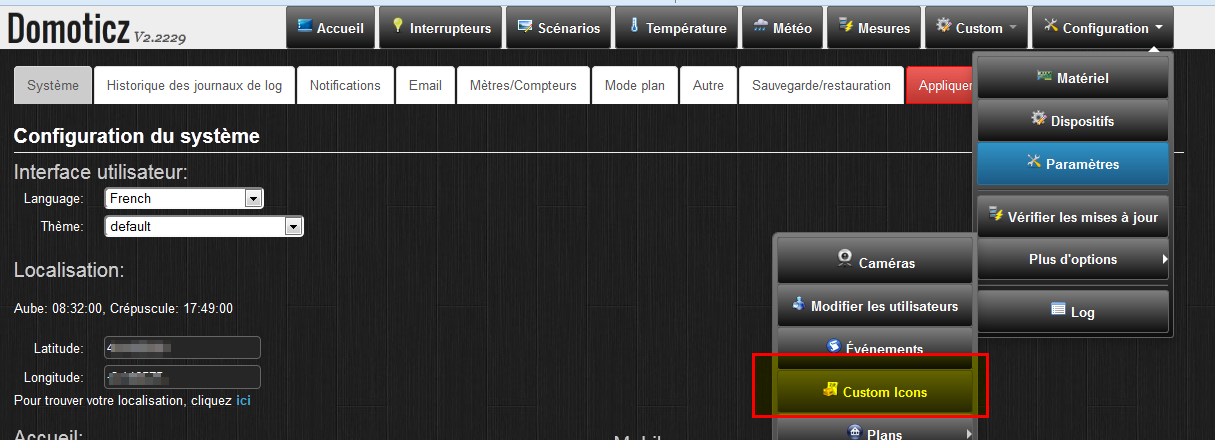 Domoticz V2.2229
Accueil Interrupteurs Scénarios Température Météo Mesures Custom Configuration
Système Historique des journaux de log Notifications Email Mètres/Compteurs Mode plan Autre Sauvegarde/restauration Appliquer
Matériel
Dispositifs
Paramètres
Vérifier les mises à jour
Plus d'options
Log
Configuration du système
Interface utilisateur:
Language: French
Thème: default
Localisation:
Aube: 08:32:00, Crépuscule: 17:49:00
Latitude: 4
Longitude:
Pour trouver votre localisation, cliquez ici
Accueil:
Caméras
Modifier les utilisateurs
Événements
Custom Icons
Plans